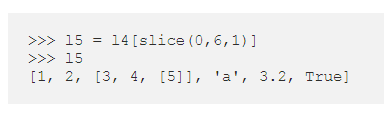 >>> l5 = l4[slice(0,6,1)]
>>> l5
[1, 2, [3, 4, [5]], 'a', 3.2, True]